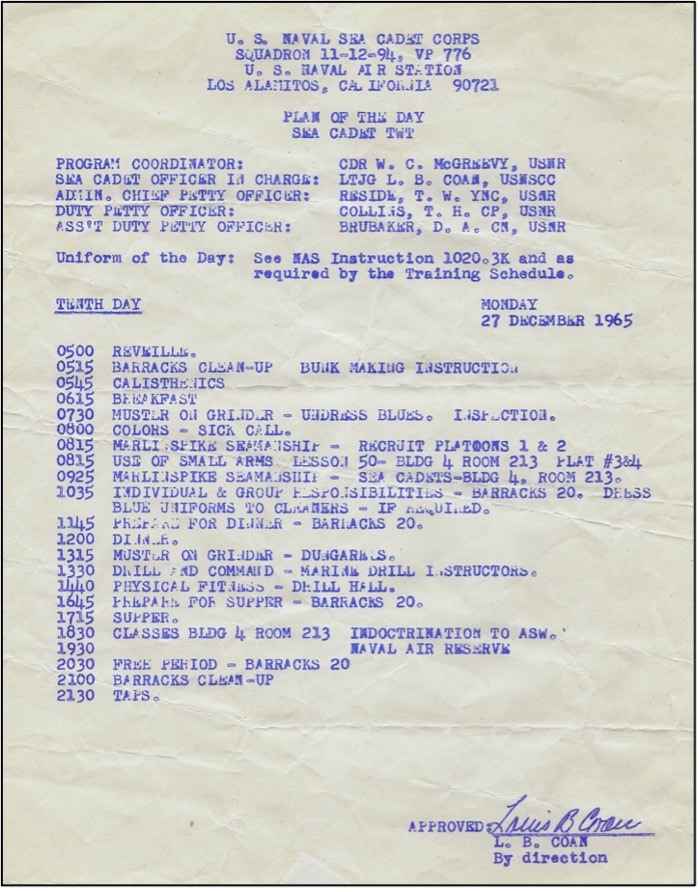 U. S. NAVAL SEA CADET CORPS
SQUADRON 11-12-94, VP 776
U. S. NAVAL AIR STATION
LOS ALAMITOS, CALIFORNIA 90721
PLAN OF THE DAY
SEA CADET TWT
PROGRAM COORDINATOR: CDR W. C. McGREEVY, USNR
SEA CADET OFFICER IN CHARGE: LTJG L. B. COAN, USNSCC
ADMIN. CHIEF PETTY OFFICER: RESIDE, T. W. YNC, USNR
DUTY PETTY OFFICER: COLLINS, T. H. CP, USNR
ASS'T DUTY PETTY OFFICER: BRUBAKER, D. A. CN, USNR
Uniform of the Day: See NAS Instruction 1020.3K and as
required by the Training Schedule.
TENTH DAY MONDAY
27 DECEMBER 1965
0500 REVEILLE.
0515 BARRACKS CLEAN-UP BUNK MAKING INSTRUCTION
0545 CALISTHENICS
0615 BREAKFAST
0730 MUSTER ON GRINDER - UNDRESS BLUES. INSPECTION.
0800 COLORS - SICK CALL.
0815 MARLINSPIKE SEAMANSHIP - RECRUIT PLATOONS 1 & 2
0815 USE OF SMALL ARMS LESSON 50- BLDG 4 ROOM 213 PLAT #3&4
0925 MARLINSPIKE SEAMANSHIP - SEA CADETS-BLDG 4, ROOM 213.
1035 INDIVIDUAL & GROUP RESPONSIBILITIES - BARRACKS 20. DRESS
BLUE UNIFORMS TO CLEANERS - IF REQUIRED.
1145 PREPARE FOR DINNER - BARRACKS 20.
1200 DINNER.
1315 MUSTER ON GRINDER - DUNGAREES.
1330 DRILL AND COMMAND - MARINE DRILL INSTRUCTORS.
1440 PHYSICAL FITNESS - DRILL HALL.
1645 PREPARE FOR SUPPER - BARRACKS 20.
1715 SUPPER.
1830 CLASSES BLDG 4 ROOM 213 INDOCTRINATION TO ASW.
1930 NAVAL AIR RESERVE
2030 FREE PERIOD - BARRACKS 20
2100 BARRACKS CLEAN-UP
2130 TAPS.
APPROVED: Louis B Coan
L. B. COAN
By direction